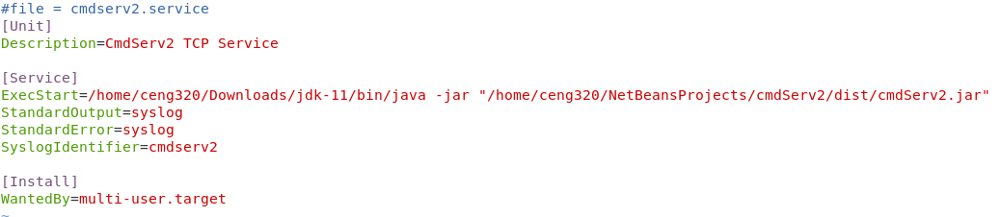 #file = cmdserv2.service
[Unit]
Description=CmdServ2 TCP Service
[Service]
ExecStart=/home/ceng320/Downloads/jdk-11/bin/java -jar "/home/ceng320/NetBeansProjects/cmdServ2/dist/cmdServ2.jar"
StandardOutput=syslog
StandardError=syslog
SyslogIdentifier=cmdserv2
[Install]
WantedBy=multi-user.target
~